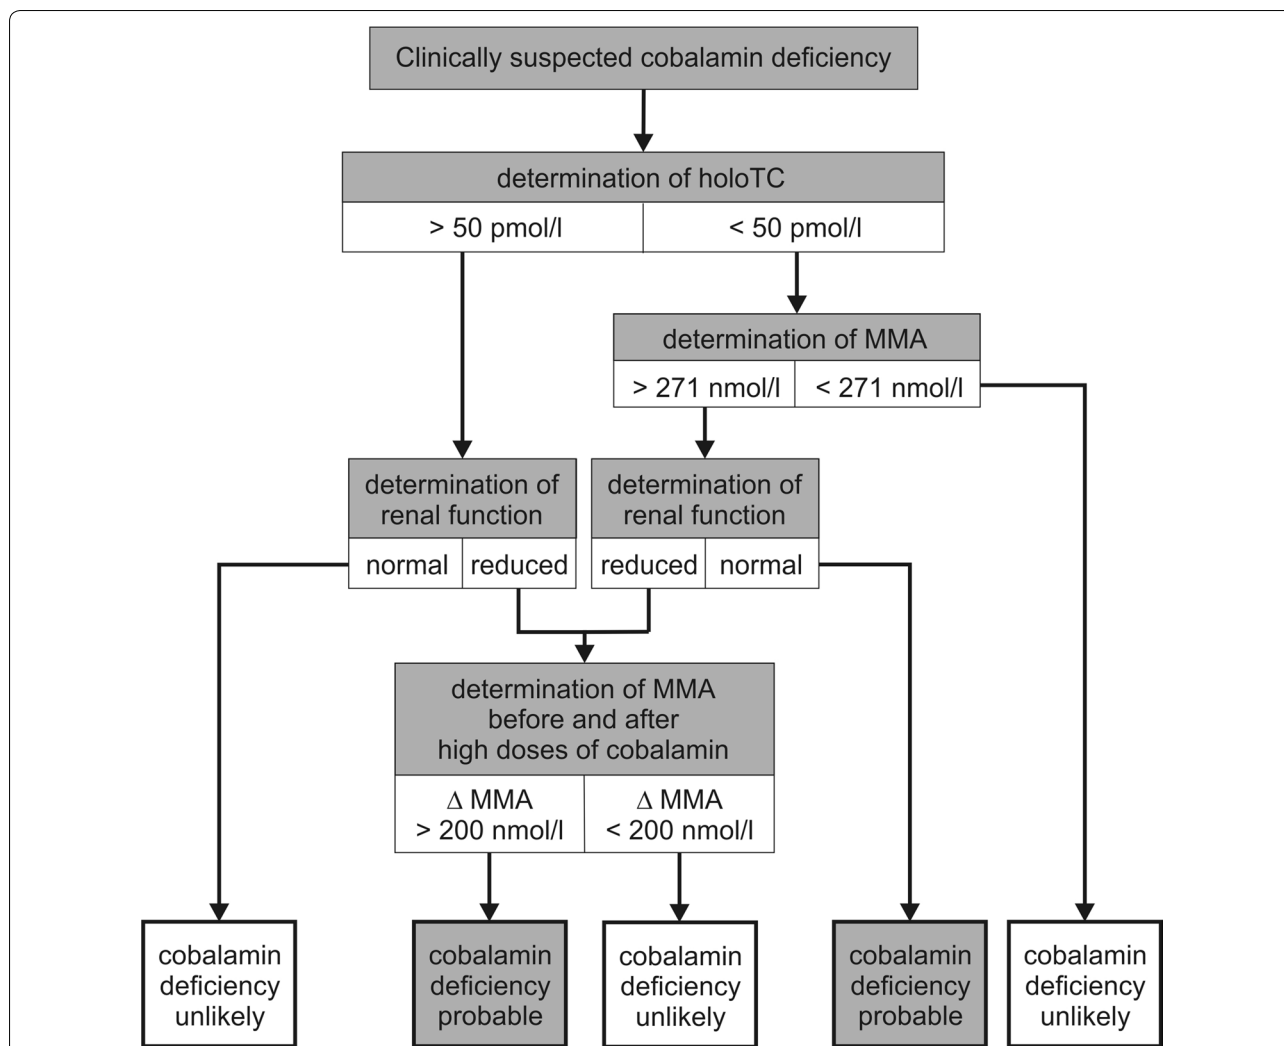 Clinically suspected cobalamin deficiency
determination of holoTC
> 50 pmol/l
< 50 pmol/l
determination of MMA
> 271 nmol/l
< 271 nmol/l
determination of
renal function
normal
reduced
determination of
renal function
reduced
normal
determination of MMA
before and after
high doses of cobalamin
Δ MMA
> 200 nmol/l
Δ MMA
< 200 nmol/l
cobalamin
deficiency
unlikely
cobalamin
deficiency
probable
cobalamin
deficiency
unlikely
cobalamin
deficiency
probable
cobalamin
deficiency
unlikely